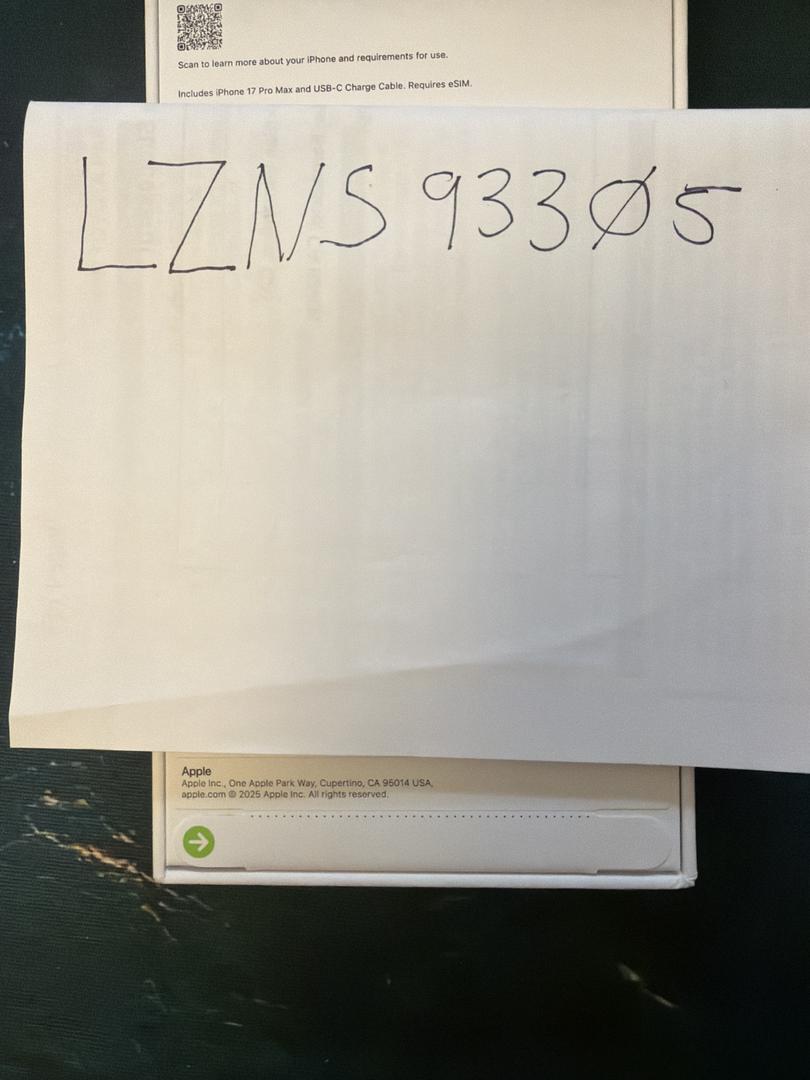 Scan to learn more about your iPhone and requirements for use.
Includes iPhone 17 Pro Max and USB-C Charge Cable. Requires eSIM.
LZNS 933Ø5
Apple
Apple Inc., One Apple Park Way, Cupertino, CA 95014 USA,
apple.com © 2025 Apple Inc. All rights reserved.